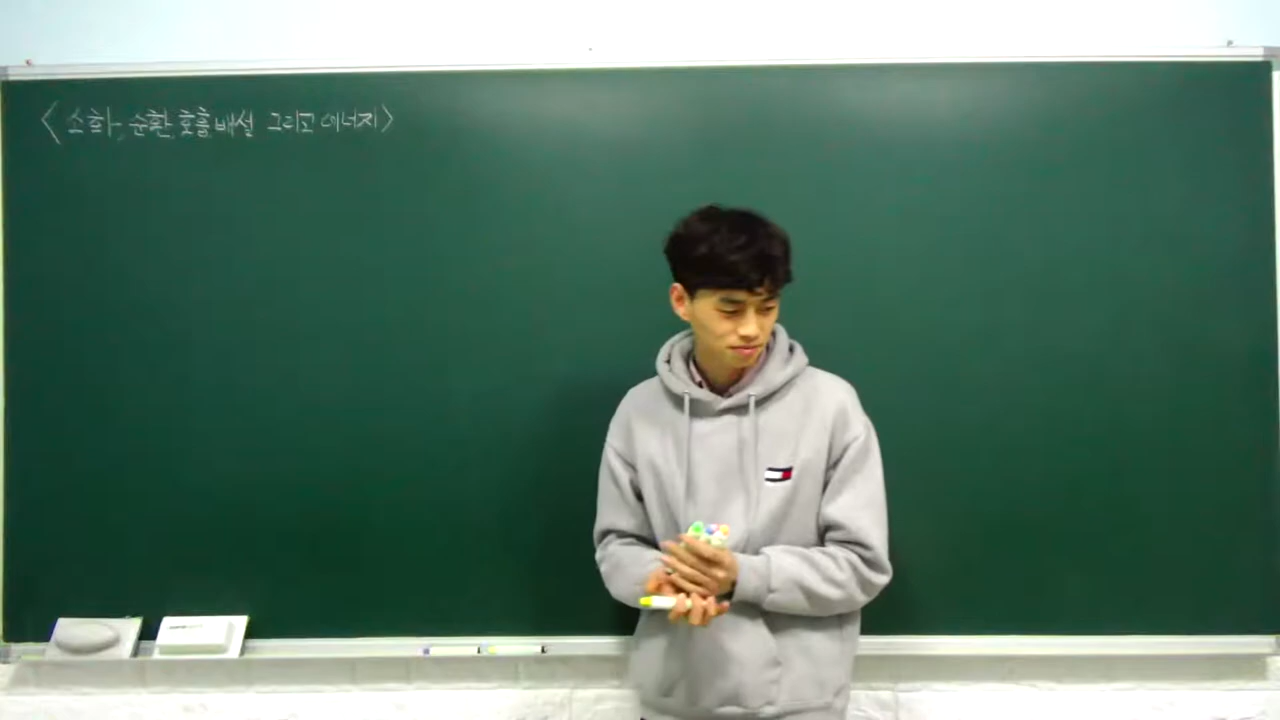 <소화, 순환, 호흡 배설 그리고 에너지>